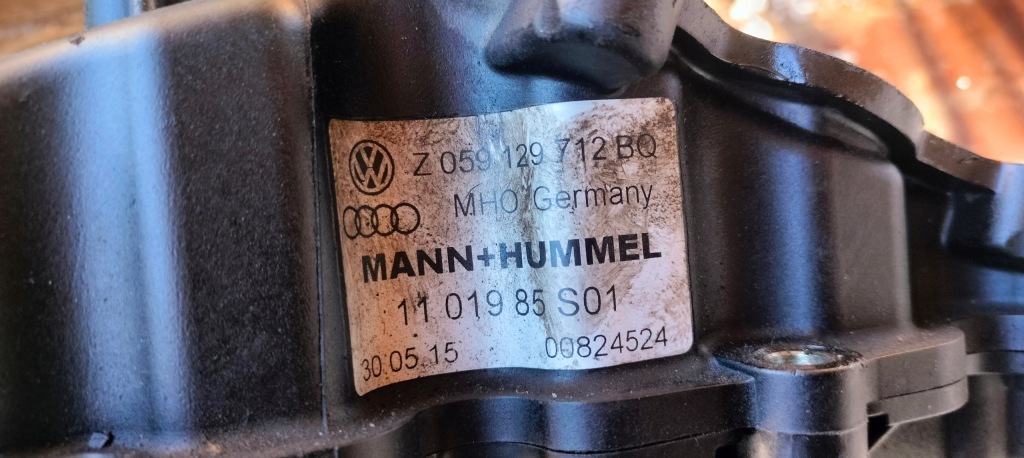 Z 059 129 712 BQ
MHO Germany
MANN+HUMMEL
11 019 85 S01
30.05.15 00824524